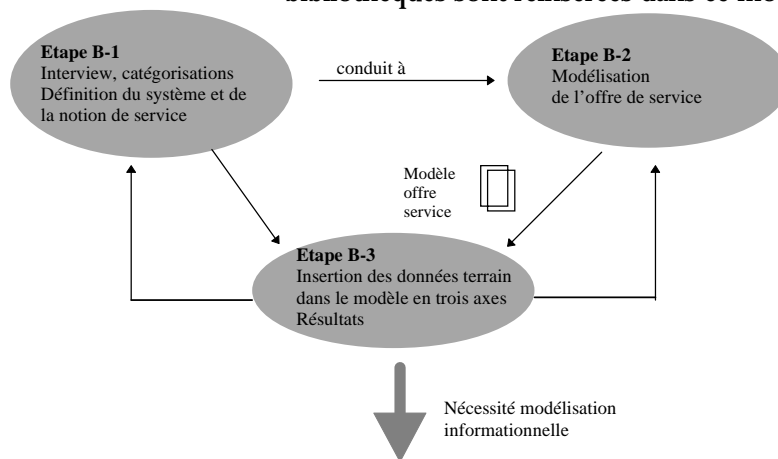 bibliothèques sont réinsérées dans ce mo
Etape B-1
Interview, catégorisations
Définition du système et de
la notion de service
conduit à
Etape B-2
Modélisation
de l’offre de service
Modèle
offre
service
Etape B-3
Insertion des données terrain
dans le modèle en trois axes
Résultats
Nécessité modélisation
informationnelle